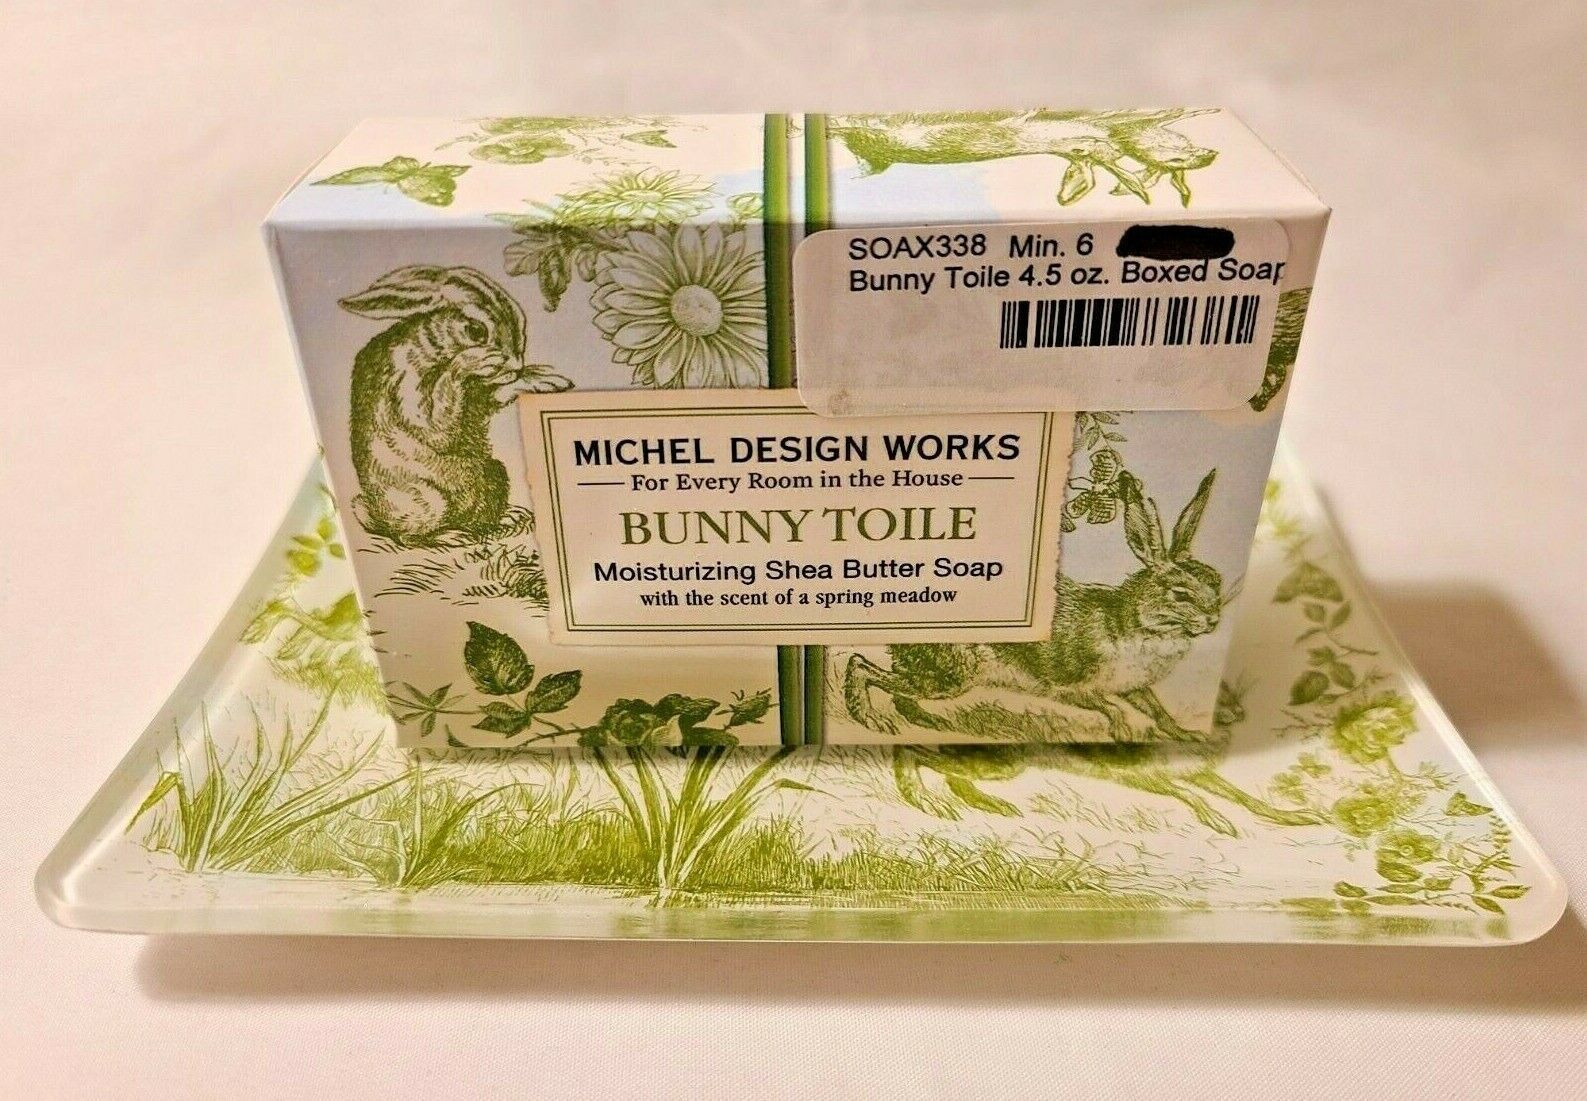 SOAX338 Min. 6
Bunny Toile 4.5 oz. Boxed Soap
MICHEL DESIGN WORKS
For Every Room in the House
BUNNY TOILE
Moisturizing Shea Butter Soap
with the scent of a spring meadow